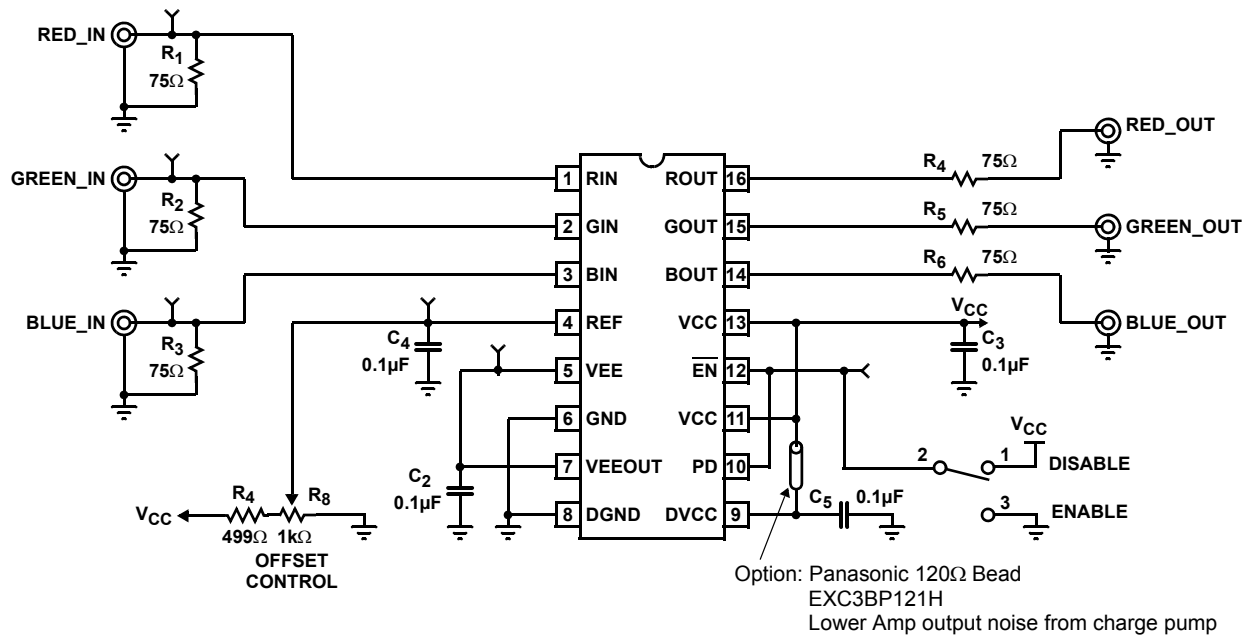 RED_IN
R1
75Ω
GREEN_IN
R2
75Ω
BLUE_IN
R3
75Ω
C4
0.1µF
C2
0.1µF
VCC
R4
R8
499Ω 1kΩ
OFFSET
CONTROL
1 RIN ROUT 16
2 GIN GOUT 15
3 BIN BOUT 14
4 REF VCC 13
5 VEE EN 12
6 GND VCC 11
7 VEEOUT PD 10
8 DGND DVCC 9
R4 75Ω
RED_OUT
R5 75Ω
GREEN_OUT
R6 75Ω
BLUE_OUT
VCC
C3
0.1µF
VCC
2 1
DISABLE
3 ENABLE
C5 0.1µF
Option: Panasonic 120Ω Bead
EXC3BP121H
Lower Amp output noise from charge pump